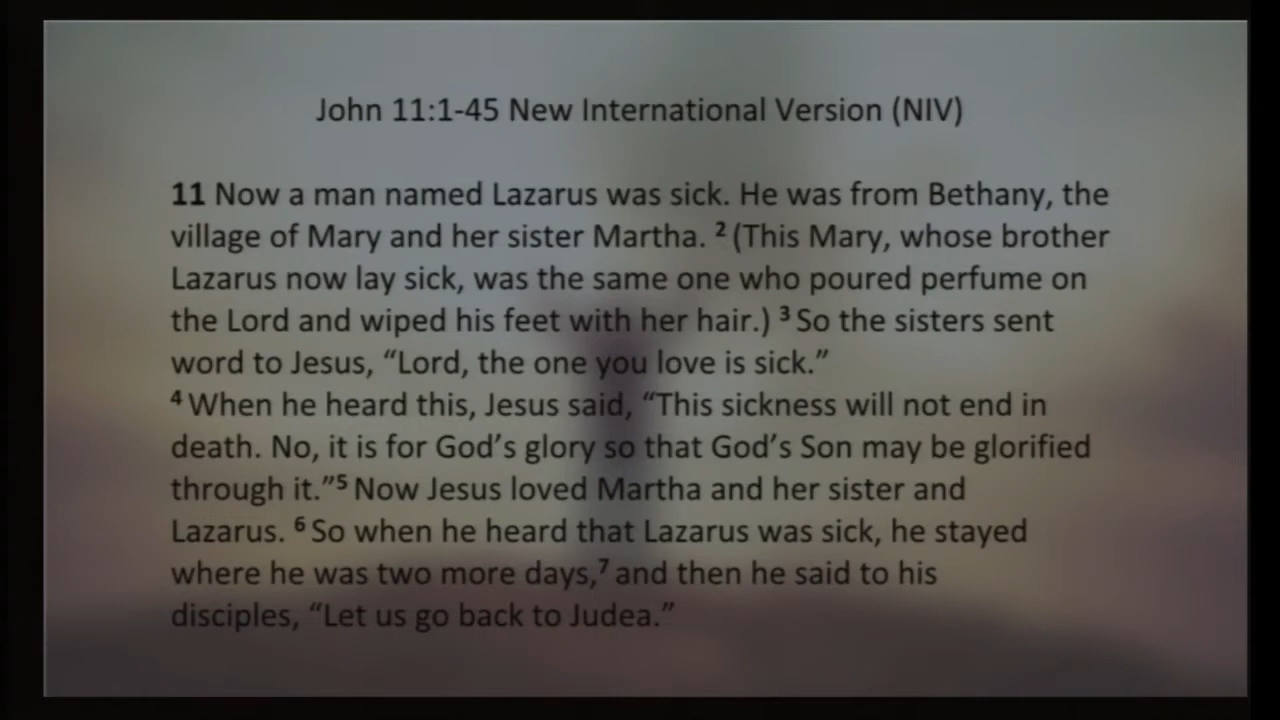 John 11:1-45 New International Version (NIV)
11 Now a man named Lazarus was sick. He was from Bethany, the
village of Mary and her sister Martha. 2 (This Mary, whose brother
Lazarus now lay sick, was the same one who poured perfume on
the Lord and wiped his feet with her hair.) 3 So the sisters sent
word to Jesus, “Lord, the one you love is sick.”
4 When he heard this, Jesus said, “This sickness will not end in
death. No, it is for God’s glory so that God’s Son may be glorified
through it.”5 Now Jesus loved Martha and her sister and
Lazarus. 6 So when he heard that Lazarus was sick, he stayed
where he was two more days,7 and then he said to his
disciples, “Let us go back to Judea.”